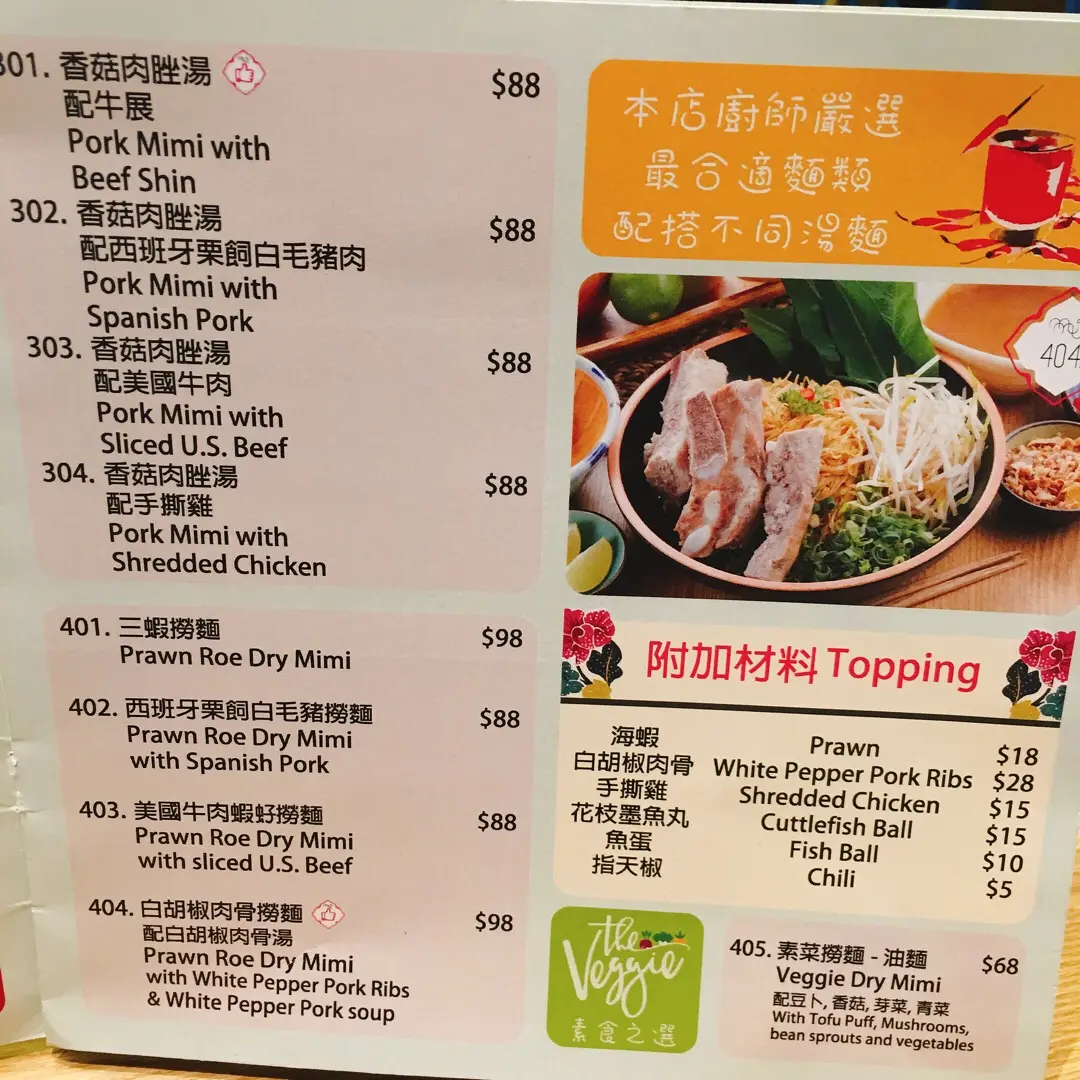 301. 香菇肉脞湯 $88
配牛展
Pork Mimi with
Beef Shin
302. 香菇肉脞湯 $88
配西班牙栗飼白毛豬肉
Pork Mimi with
Spanish Pork
303. 香菇肉脞湯 $88
配美國牛肉
Pork Mimi with
Sliced U.S. Beef
304. 香菇肉脞湯 $88
配手撕雞
Pork Mimi with
Shredded Chicken
401. 三蝦撈麵 $98
Prawn Roe Dry Mimi
402. 西班牙栗飼白毛豬撈麵 $88
Prawn Roe Dry Mimi
with Spanish Pork
403. 美國牛肉蝦虸撈麵 $88
Prawn Roe Dry Mimi
with sliced U.S. Beef
404. 白胡椒肉骨撈麵 $98
配白胡椒肉骨湯
Prawn Roe Dry Mimi
with White Pepper Pork Ribs
& White Pepper Pork soup
本店廚師嚴選
最合適麵類
配搭不同湯麵
404
附加材料 Topping
海蝦 Prawn $18
白胡椒肉骨 White Pepper Pork Ribs $28
手撕雞 Shredded Chicken $15
花枝墨魚丸 Cuttlefish Ball $15
魚蛋 Fish Ball $10
指天椒 Chili $5
the
Veggie
素食之選
405. 素菜撈麵 - 油麵 $68
Veggie Dry Mimi
配豆卜, 香菇, 芽菜, 青菜
With Tofu Puff, Mushrooms,
bean sprouts and vegetables